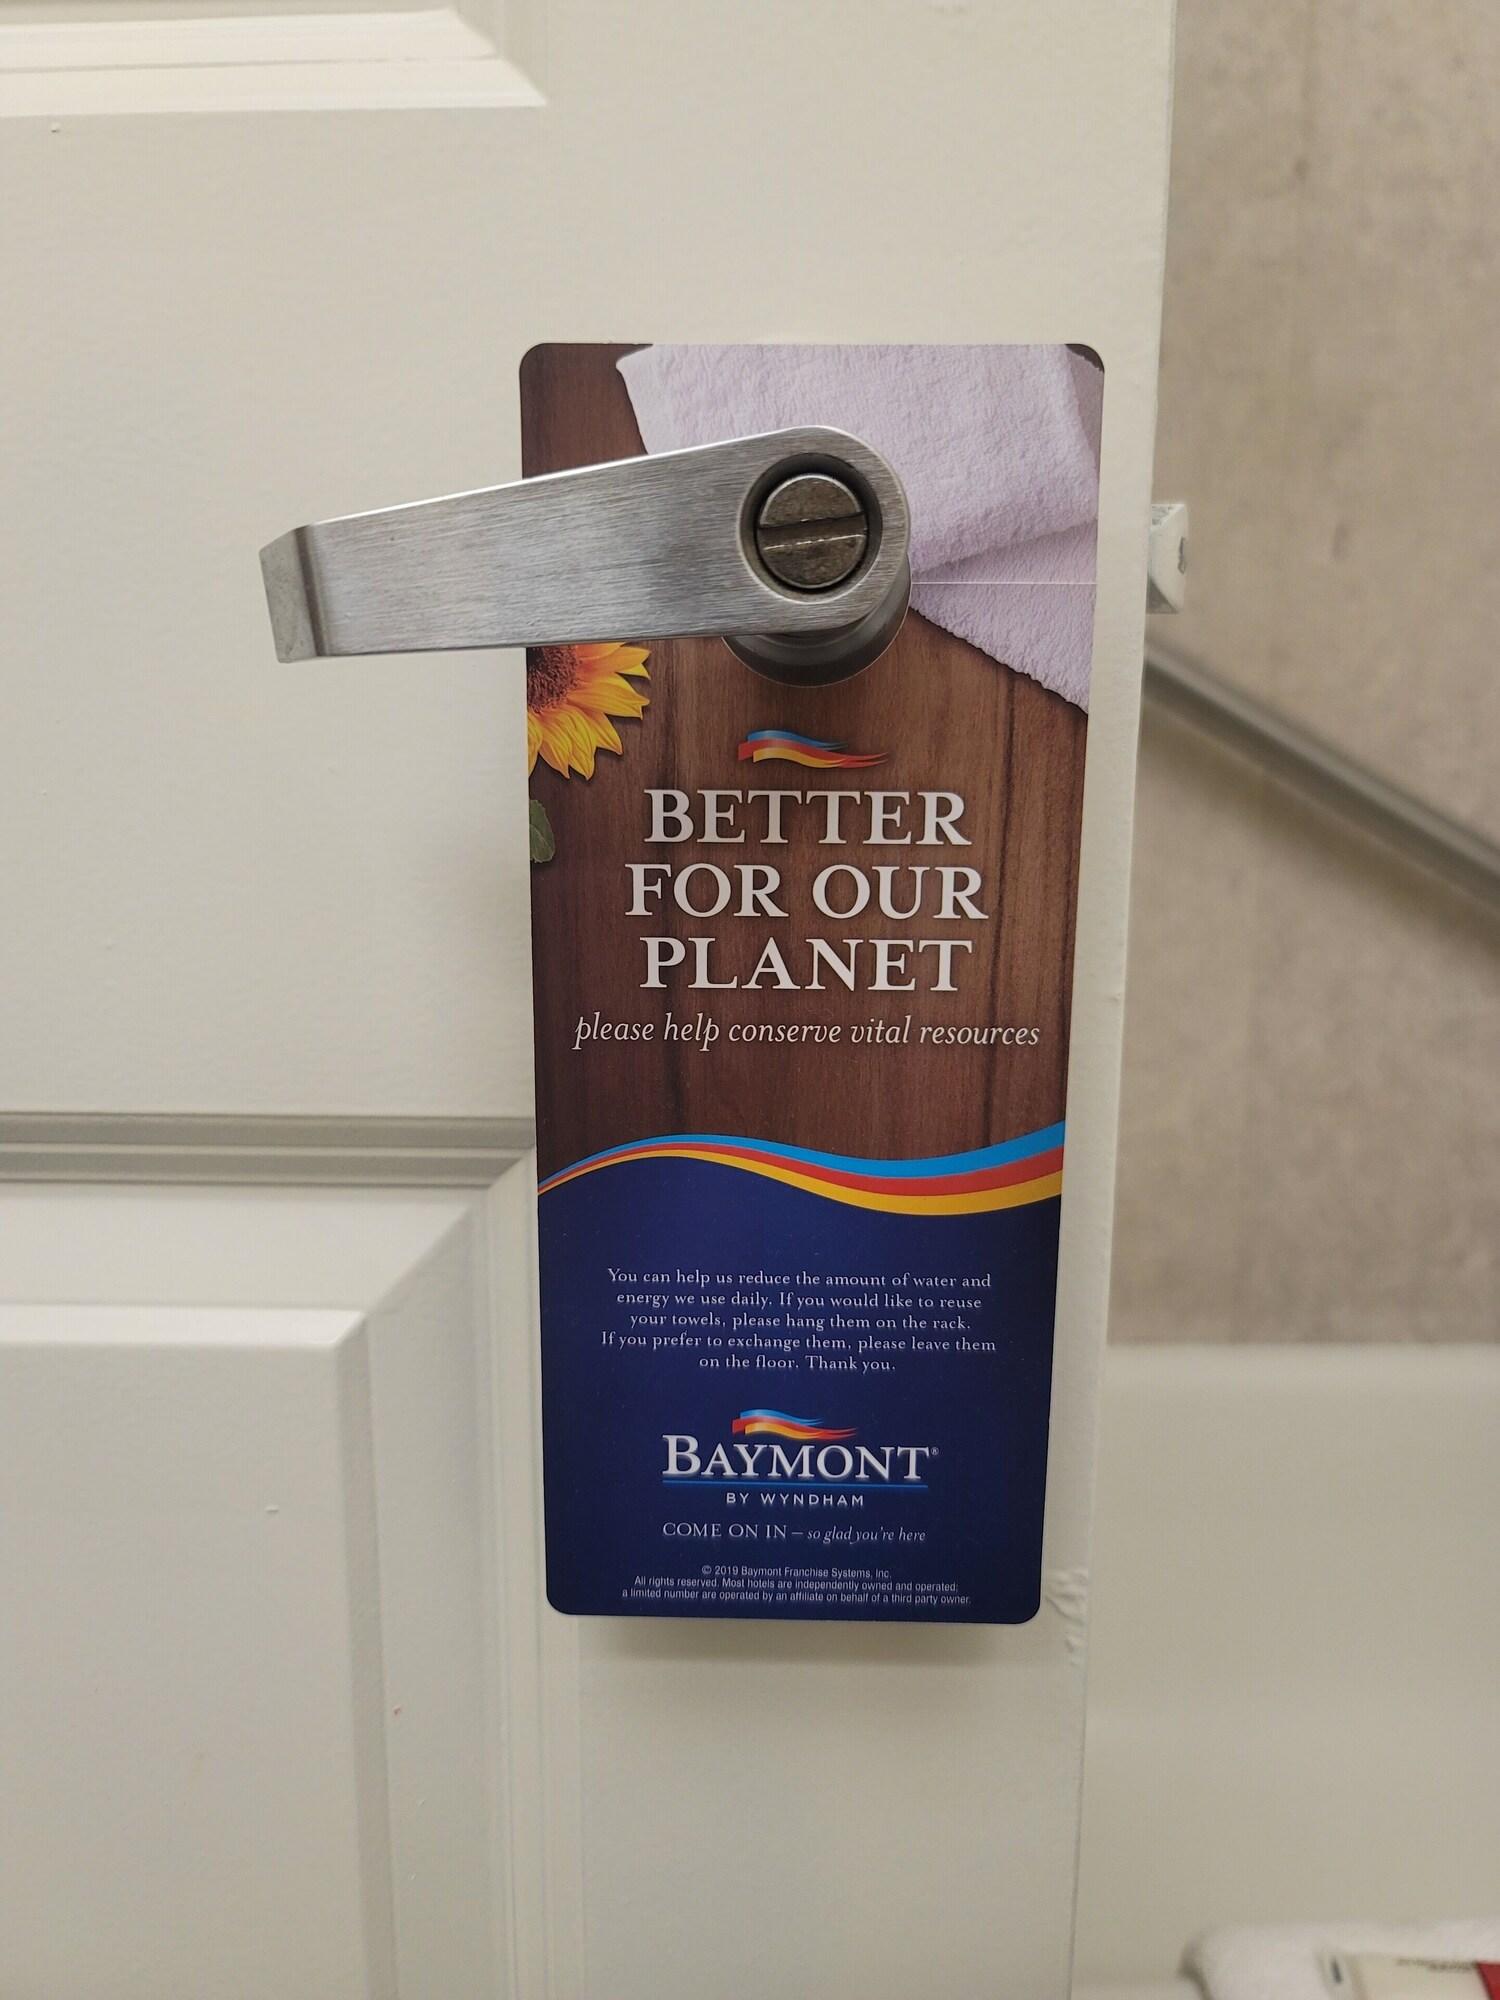 BETTER
FOR OUR
PLANET
please help conserve vital resources
You can help us reduce the amount of water and
energy we use daily. If you would like to reuse
your towels, please hang them on the rack.
If you prefer to exchange them, please leave them
on the floor. Thank you.
BAYMONT®
BY WYNDHAM
COME ON IN – so glad you're here
© 2019 Baymont Franchise Systems, Inc.
All rights reserved. Most hotels are independently owned and operated;
a limited number are operated by an affiliate on behalf of a third party owner.